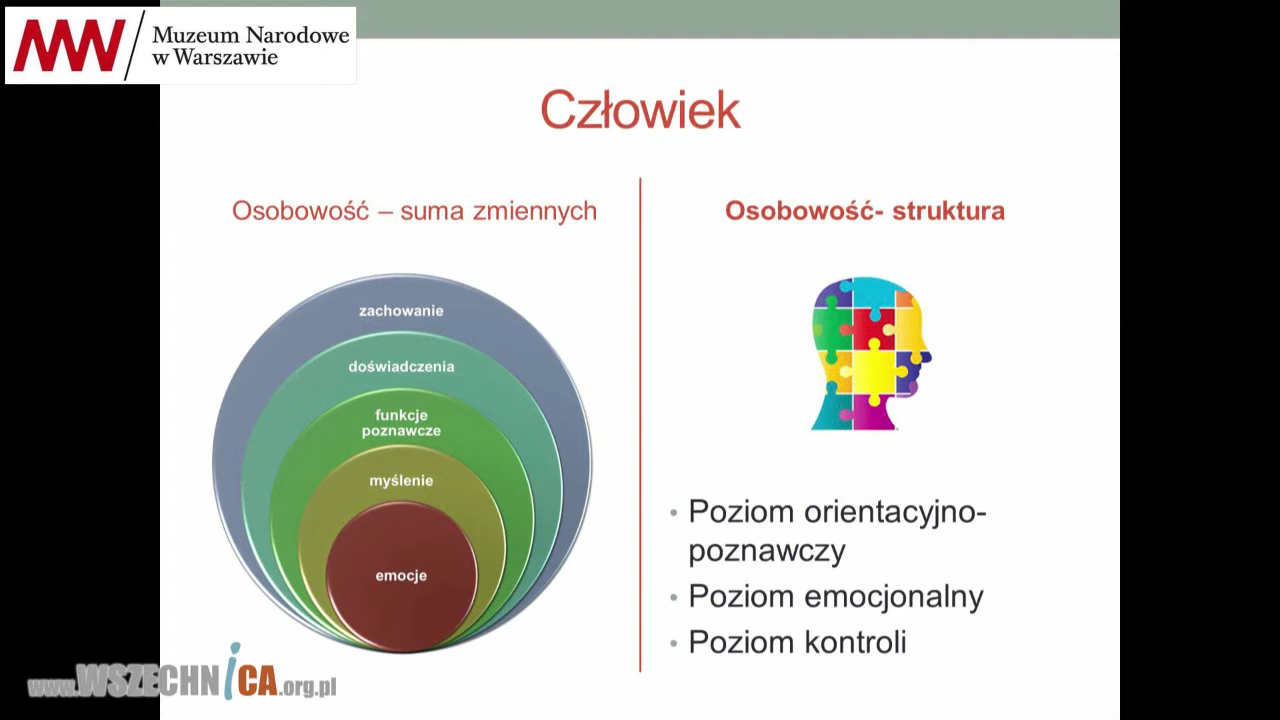 Muzeum Narodowe
w Warszawie
Człowiek
Osobowość – suma zmiennych
zachowanie
doświadczenia
funkcje
poznawcze
myślenie
emocje
Osobowość- struktura
• Poziom orientacyjno-
poznawczy
• Poziom emocjonalny
• Poziom kontroli
www.WSZECHNiCA.org.pl